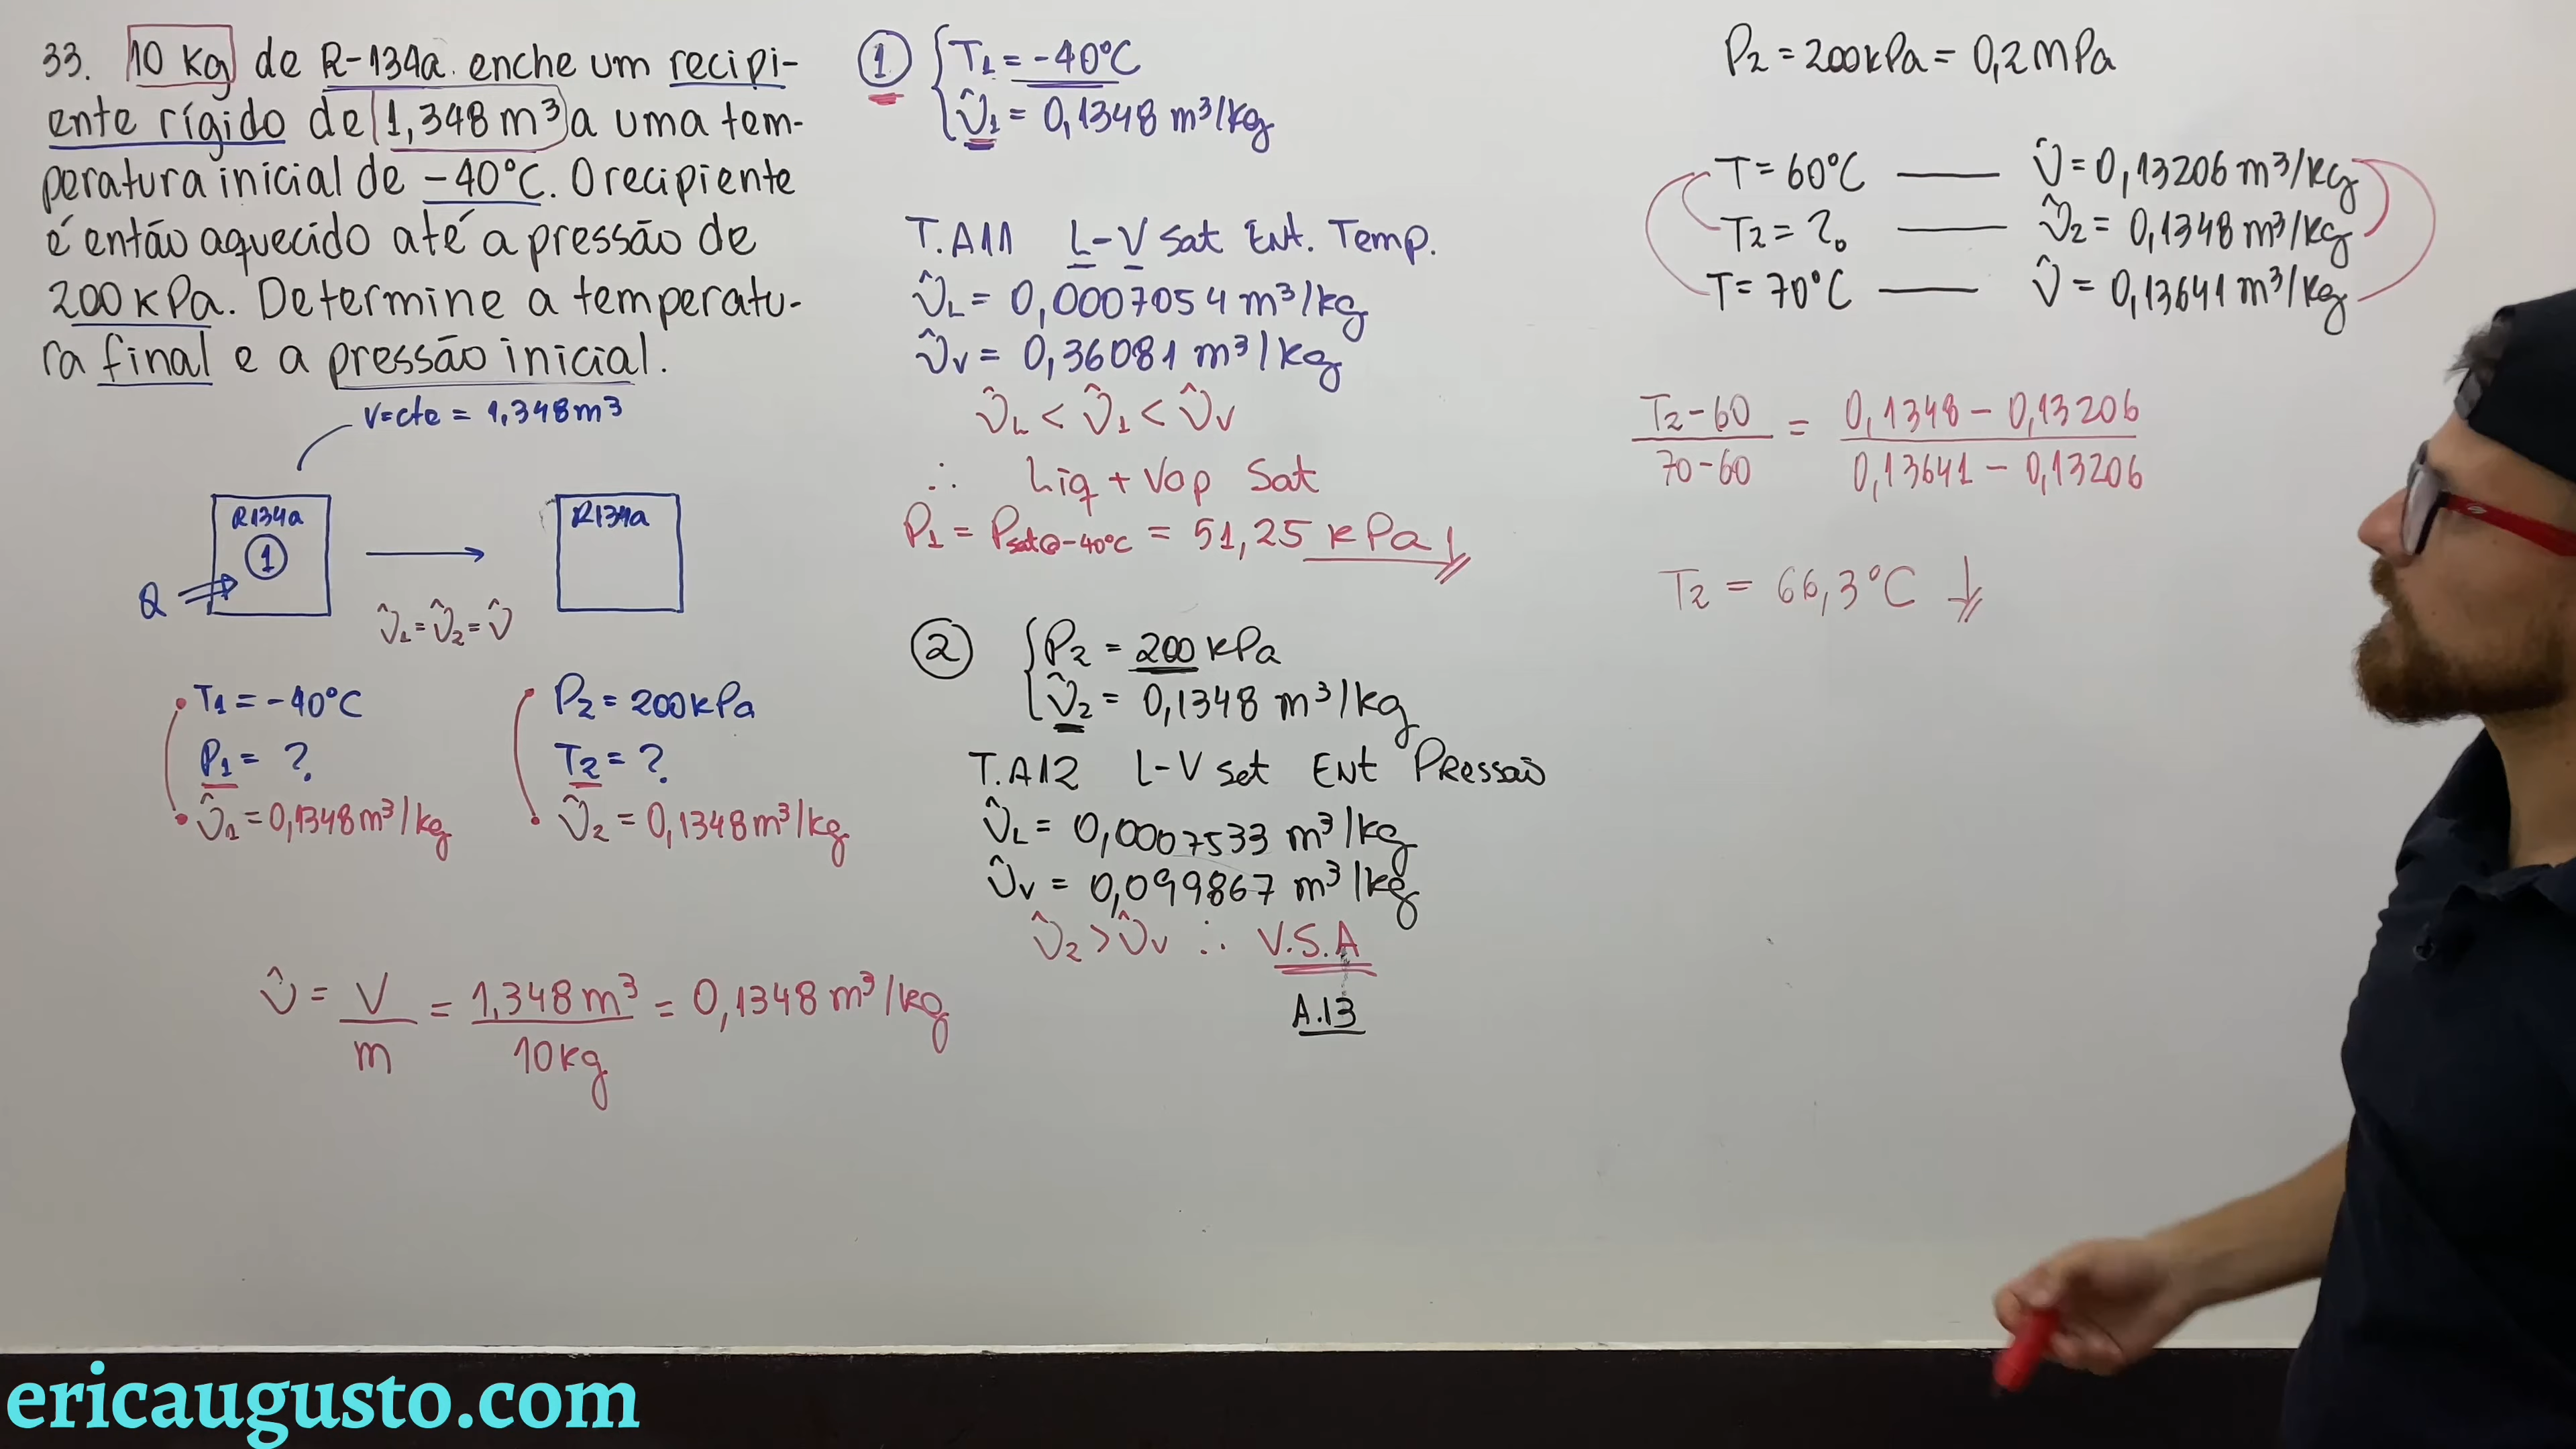 33. 10 Kg de R-134a enche um recipi-
ente rígido de 1,348 m³ a uma tem-
peratura inicial de -40°C. O recipiente
é então aquecido até a pressão de
200 kPa. Determine a temperatu-
ra final e a pressão inicial.
V=cte = 1,348m³
R134a
1
R134a
Q
v̂₁=v̂₂=v̂
T₁ = -40°C
P₁ = ?
v̂₁ = 0,1348 m³/kg
P₂ = 200kPa
T₂ = ?
v̂₂ = 0,1348 m³/kg
v̂ = V/m = 1,348 m³/10kg = 0,1348 m³/kg
1 { T₁ = -40°C
v̂₁ = 0,1348 m³/kg
T.A11 L-V Sat Ent. Temp.
v̂L = 0,0007054 m³/kg
v̂v = 0,36081 m³/kg
v̂L < v̂₁ < v̂v
∴ Liq + Vap Sat
P₁ = Psat@-40°C = 51,25 kPa
2 { P₂ = 200 kPa
v̂₂ = 0,1348 m³/kg
T.A12 L-V Sat Ent Pressão
v̂L = 0,0007533 m³/kg
v̂v = 0,099867 m³/kg
v̂₂ > v̂v ∴ V.S.A
A.13
P₂ = 200kPa = 0,2 MPa
T = 60°C — v̂ = 0,13206 m³/kg
T₂ = ? — v̂₂ = 0,1348 m³/kg
T = 70°C — v̂ = 0,13641 m³/kg
T₂-60/70-60 = 0,1348 - 0,13206/0,13641 - 0,13206
T₂ = 66,3°C
ericaugusto.com